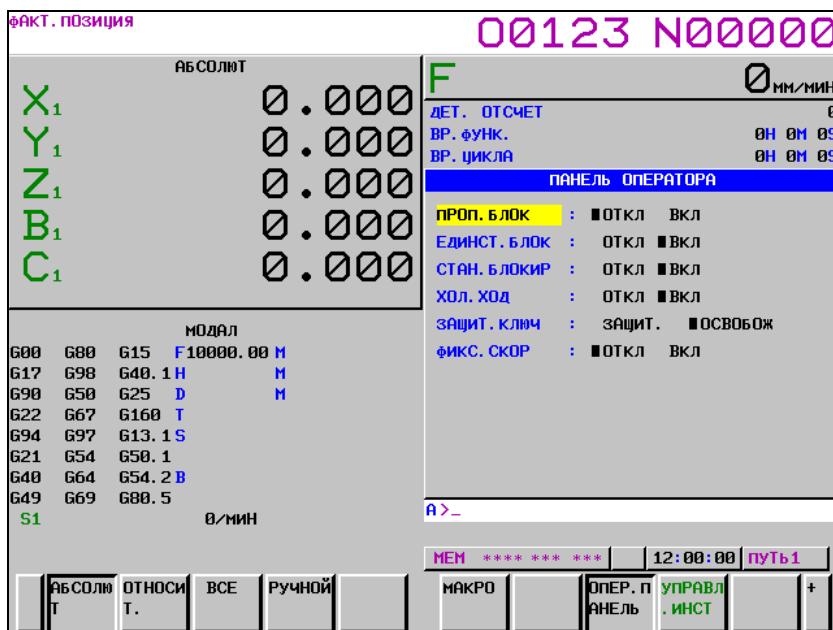 ФАКТ.ПОЗИЦИЯ
O0123 N00000
АБСОЛЮТ
X1 0.000
Y1 0.000
Z1 0.000
B1 0.000
C1 0.000
F 0 ММ/МИН
ДЕТ. ОТСЧЕТ 0
ВР.ФУНК. 0H 0M 0S
ВР.ЦИКЛА 0H 0M 0S
ПАНЕЛЬ ОПЕРАТОРА
ПРОП.БЛОК : ■ОТКЛ ВКЛ
ЕДИНСТ.БЛОК : ОТКЛ ■ВКЛ
СТАН.БЛОКИР : ОТКЛ ■ВКЛ
ХОЛ.ХОД : ОТКЛ ■ВКЛ
ЗАЩИТ.КЛЮЧ : ЗАЩИТ. ■ОСВОБОЖ
ФИКС.СКОР : ■ОТКЛ ВКЛ
МОДАЛ
G00 G80 G15 F10000.00 M
G17 G98 G40.1 H M
G90 G50 G25 D M
G22 G67 G160 T
G94 G97 G13.1 S
G21 G54 G50.1
G40 G64 G54.2 B
G49 G69 G80.5
S1 0/МИН
A>_
MEM **** *** *** 12:00:00 ПУТЬ1
АБСОЛЮТ
ОТНОСИТ.
ВСЕ
РУЧНОЙ
МАКРО
ОПЕР.ПАНЕЛЬ
УПРАВЛ.ИНСТ
+